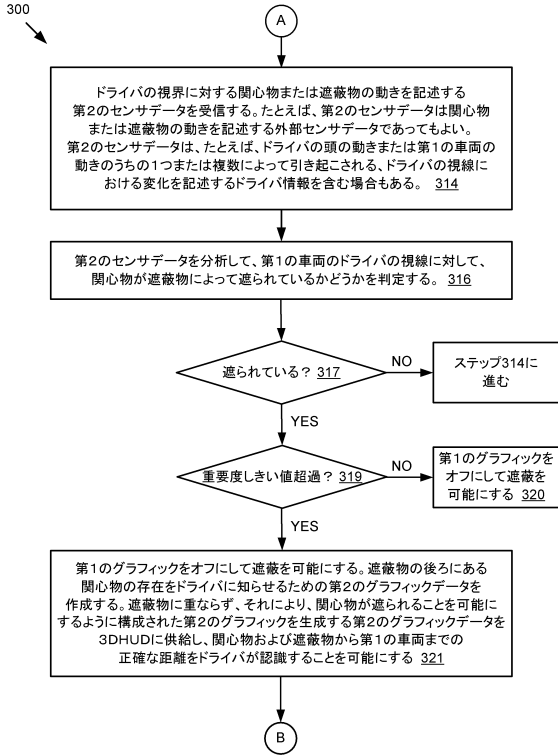 300
A
ドライバの視界に対する関心物または遮蔽物の動きを記述する
第2のセンサデータを受信する。たとえば、第2のセンサデータは関心物
または遮蔽物の動きを記述する外部センサデータであってもよい。
第2のセンサデータは、たとえば、ドライバの頭の動きまたは第1の車両の
動きのうちの1つまたは複数によって引き起こされる、ドライバの視線に
おける変化を記述するドライバ情報を含む場合もある。 314
第2のセンサデータを分析して、第1の車両のドライバの視線に対して、
関心物が遮蔽物によって遮られているかどうかを判定する。 316
遮られている？ 317
NO
ステップ314に
進む
YES
重要度しきい値超過？ 319
NO
第1のグラフィックを
オフにして遮蔽を
可能にする 320
YES
第1のグラフィックをオフにして遮蔽を可能にする。遮蔽物の後ろにある
関心物の存在をドライバに知らせるための第2のグラフィックデータを
作成する。遮蔽物に重ならず、それにより、関心物が遮られることを可能に
するように構成された第2のグラフィックを生成する第2のグラフィックデータを
3DHUDに供給し、関心物および遮蔽物から第1の車両までの
正確な距離をドライバが認識することを可能にする 321
B